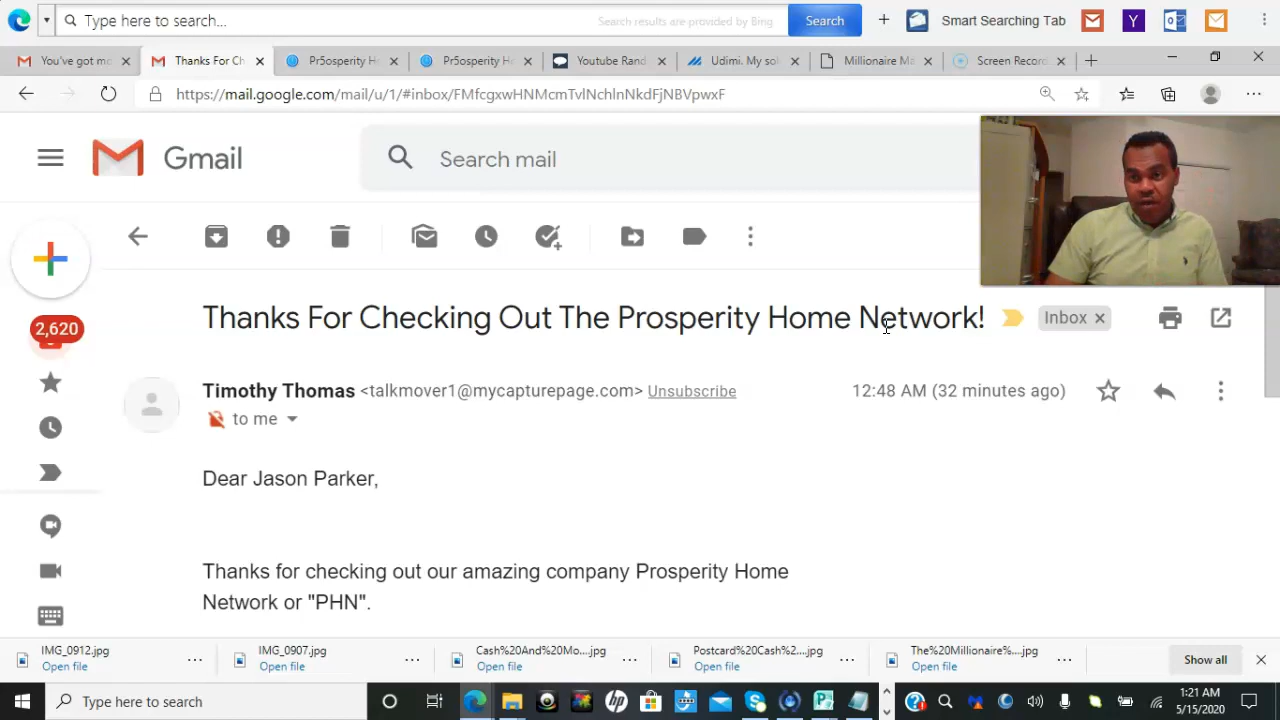 Type here to search...
Search results are provided by Bing
Search
Smart Searching Tab
You've got mo
Thanks For Ch
Pr5osperity H
Pr5osperity He
Youtube Rand
Udimi. My sol
Millionaire Ma
Screen Recoro
https://mail.google.com/mail/u/1/#inbox/FMfcgxwHNMcmTvlNchlnNkdFjNBVpwxF
Gmail
Search mail
Thanks For Checking Out The Prosperity Home Network!
Inbox
2,620
Timothy Thomas <talkmover1@mycapturepage.com> Unsubscribe
12:48 AM (32 minutes ago)
to me
Dear Jason Parker,
Thanks for checking out our amazing company Prosperity Home
Network or "PHN".
IMG_0912.jpg
Open file
IMG_0907.jpg
Open file
Cash%20And%20Mo....jpg
Open file
Postcard%20Cash%2....jpg
Open file
The%20Millionaire%....jpg
Open file
Show all
Type here to search
1:21 AM
5/15/2020